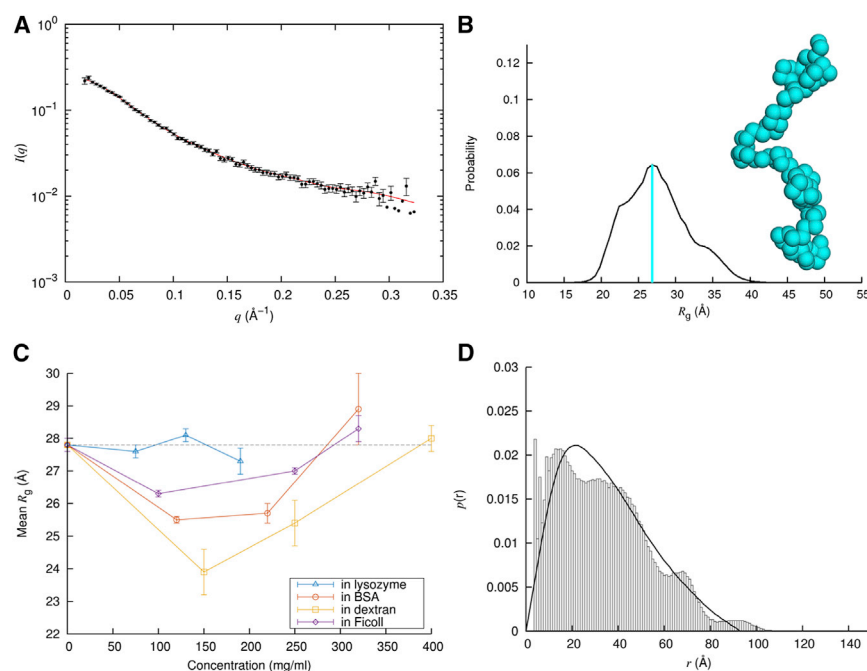 A
10⁰
10⁻¹
10⁻²
10⁻³
I(q)
0 0.05 0.1 0.15 0.2 0.25 0.3 0.35
q (Å⁻¹)
B
0.12
0.1
0.08
0.06
0.04
0.02
0
Probability
10 15 20 25 30 35 40 45 50 55
Rg (Å)
C
30
29
28
27
26
25
24
23
22
Mean Rg (Å)
in lysozyme
in BSA
in dextran
in Ficoll
0 50 100 150 200 250 300 350 400
Concentration (mg/ml)
D
0.03
0.025
0.02
0.015
0.01
0.005
0
p(r)
0 20 40 60 80 100 120 140
r (Å)